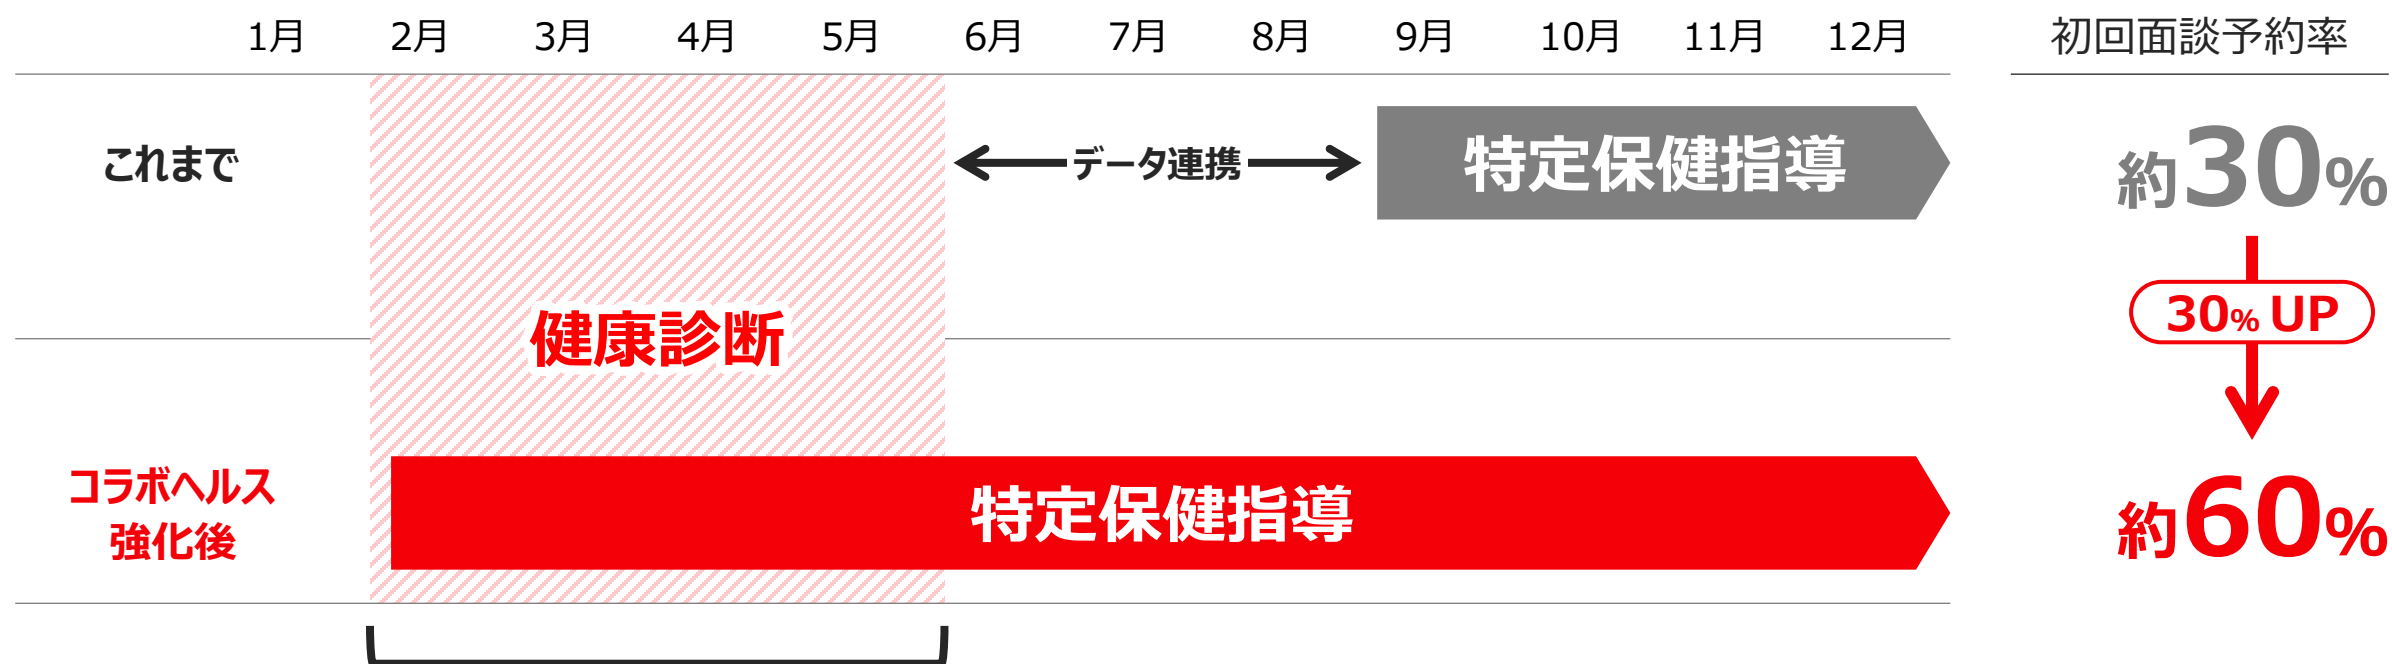 1月 2月 3月 4月 5月 6月 7月 8月 9月 10月 11月 12月 初回面談予約率
これまで
データ連携
特定保健指導
約30%
30% UP
健康診断
コラボヘルス
強化後
特定保健指導
約60%